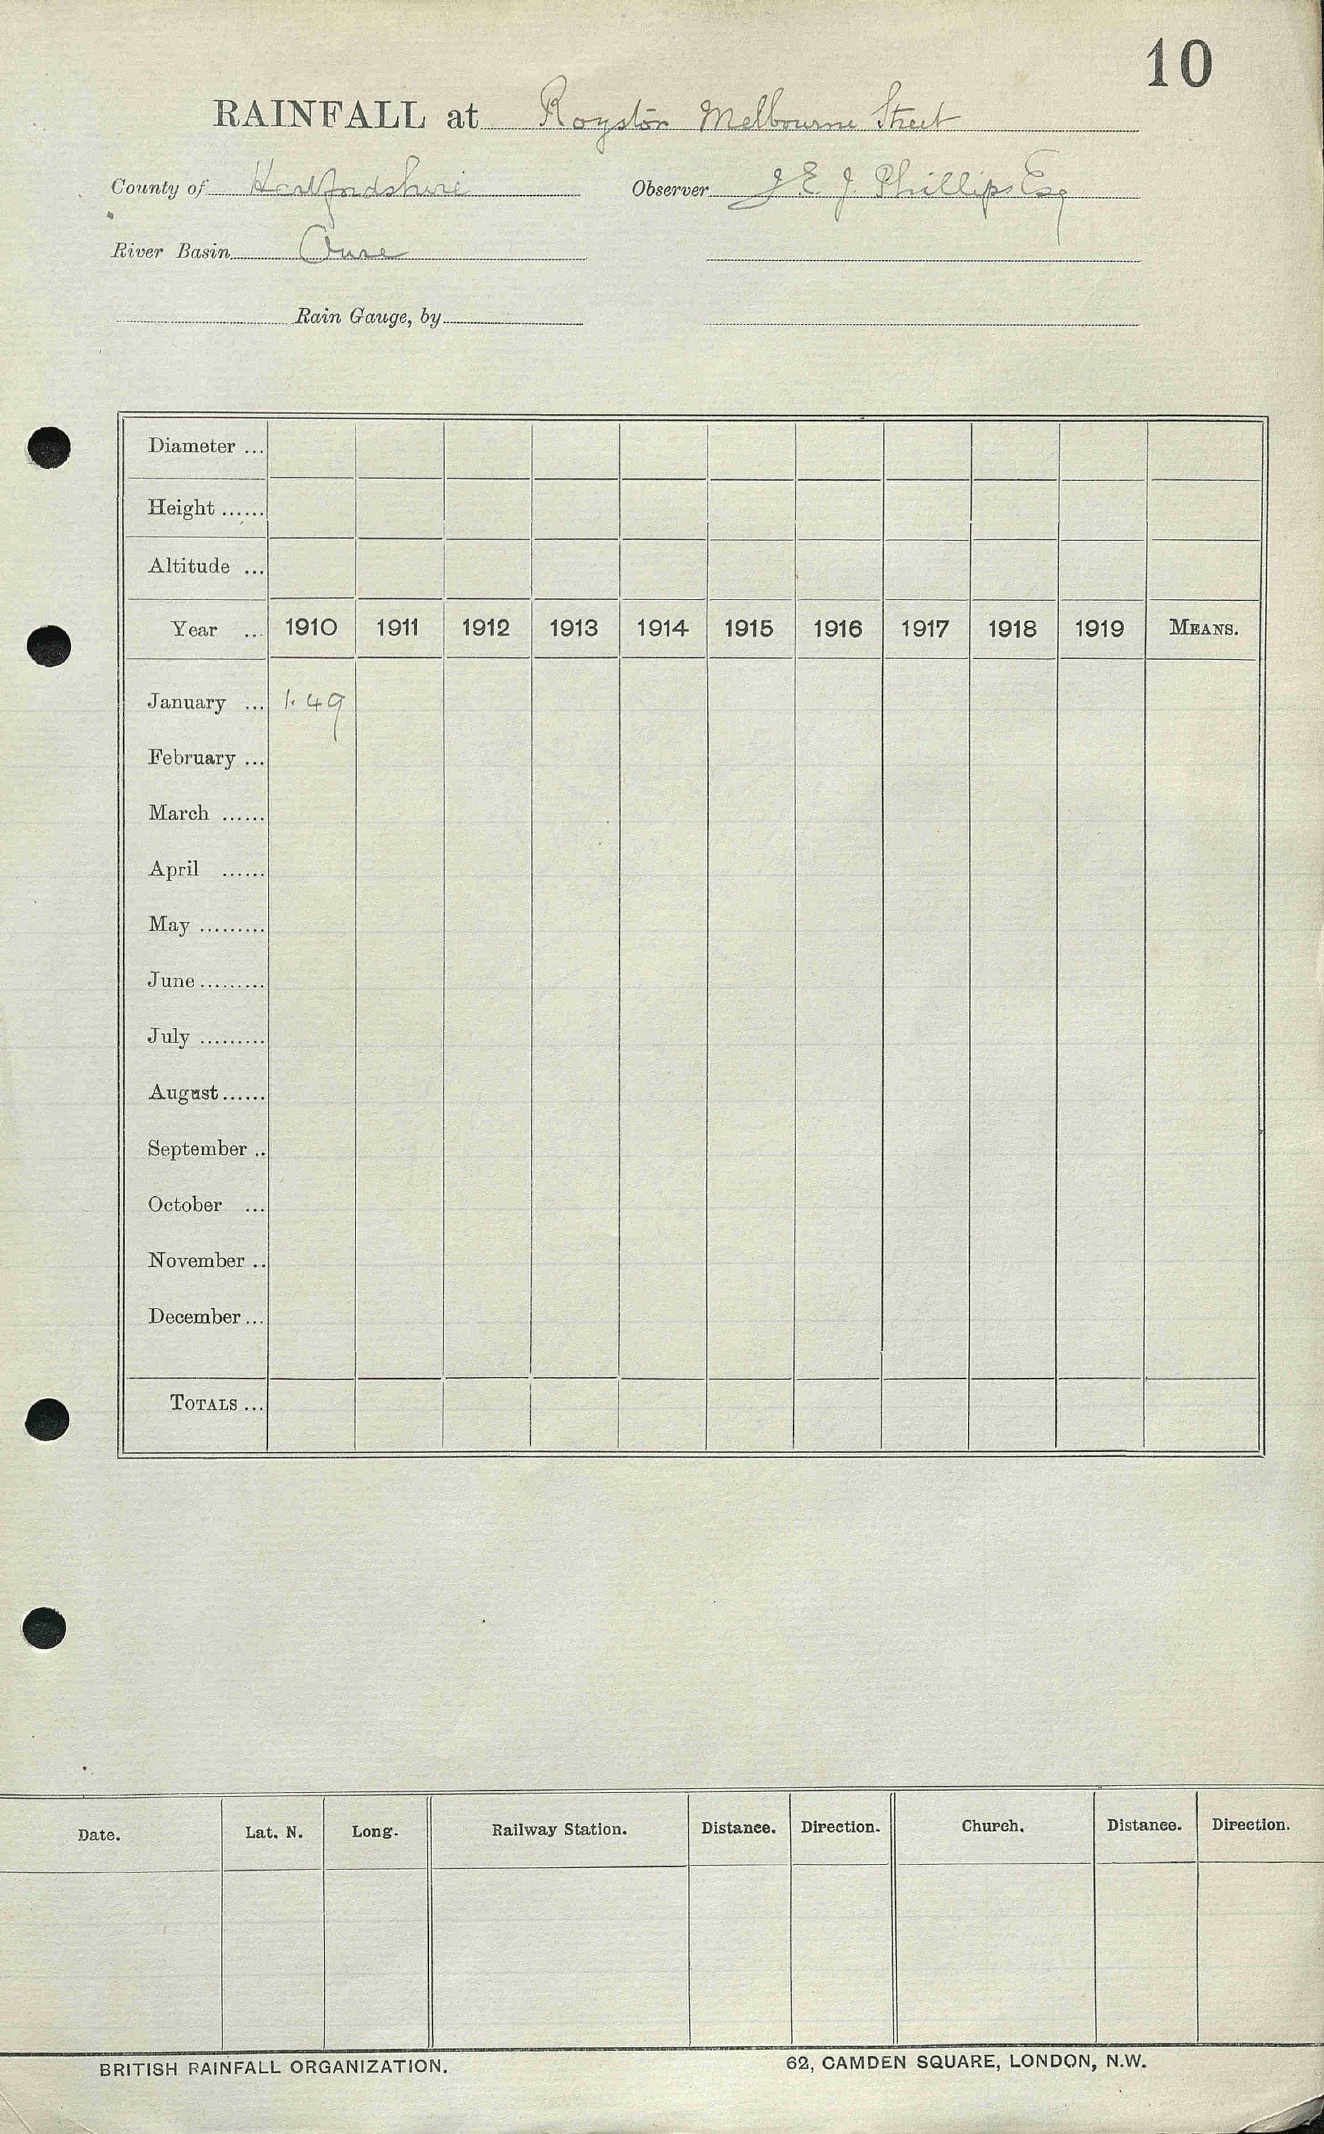 10
RAINFALL at Royston Melbourne Street
County of Hertfordshire Observer J. E. J. Phillips Esq
River Basin Ouse
Rain Gauge, by
Diameter ...
Height ......
Altitude ...
Year ... 1910 1911 1912 1913 1914 1915 1916 1917 1918 1919 MEANS.
January ... 1.49
February ...
March ......
April ......
May .........
June .........
July .........
August ......
September ..
October ...
November ..
December ...
TOTALS ...
Date. Lat. N. Long. Railway Station. Distance. Direction. Church. Distance. Direction.
BRITISH RAINFALL ORGANIZATION. 62, CAMDEN SQUARE, LONDON, N.W.